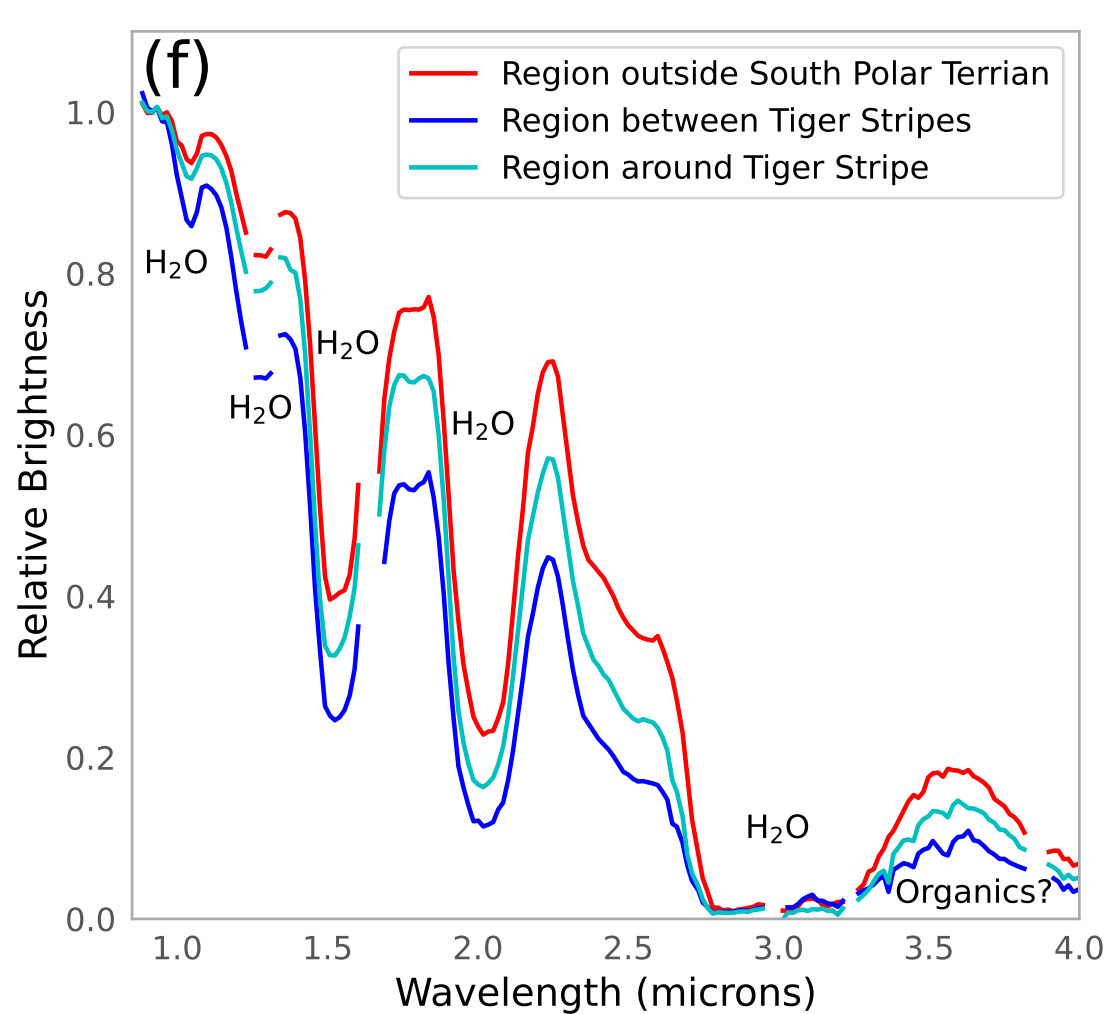 (f)
Region outside South Polar Terrian
Region between Tiger Stripes
Region around Tiger Stripe
1.0
0.8
0.6
0.4
0.2
0.0
Relative Brightness
H₂O
H₂O
H₂O
H₂O
H₂O
Organics?
1.0 1.5 2.0 2.5 3.0 3.5 4.0
Wavelength (microns)